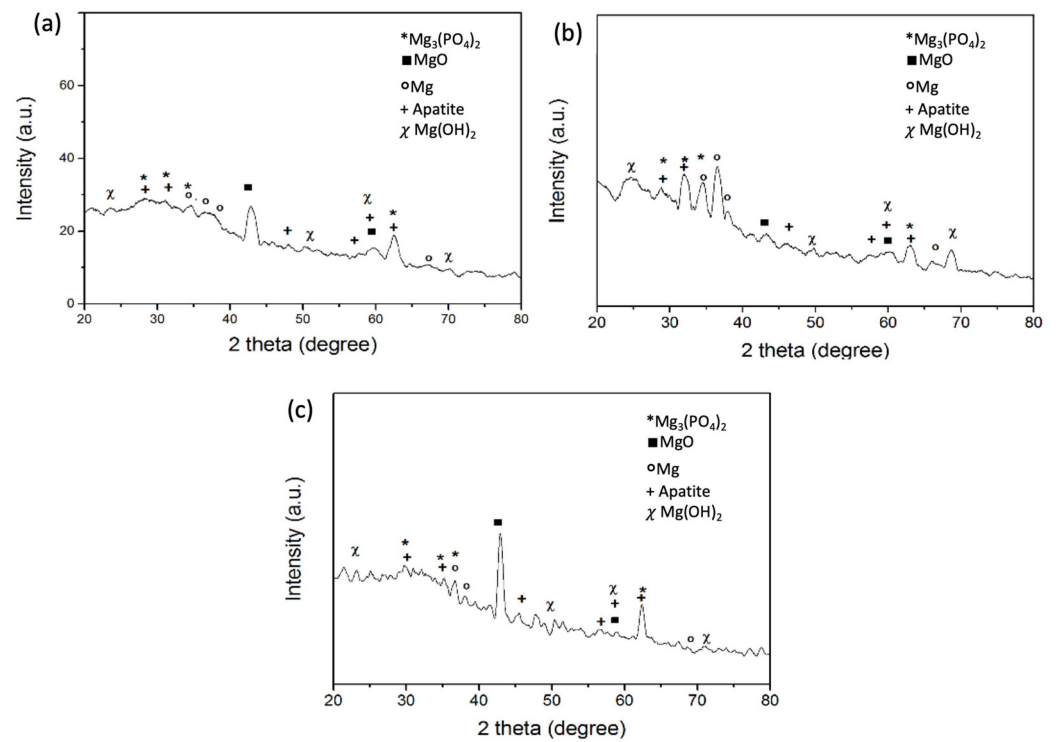 (a)
*Mg₃(PO₄)₂
■ MgO
o Mg
+ Apatite
χ Mg(OH)₂
Intensity (a.u.)
80
60
40
20
0
χ * + * + * o o o ■ + χ + χ + ■ * + o χ
20 30 40 50 60 70 80
2 theta (degree)
(b)
*Mg₃(PO₄)₂
■ MgO
o Mg
+ Apatite
χ Mg(OH)₂
Intensity (a.u.)
χ * + * + * o o o ■ + χ + χ + ■ * + o χ
20 30 40 50 60 70 80
2 theta (degree)
(c)
*Mg₃(PO₄)₂
■ MgO
o Mg
+ Apatite
χ Mg(OH)₂
Intensity (a.u.)
χ * + * + * o o ■ + χ + χ + ■ * + o χ
20 30 40 50 60 70 80
2 theta (degree)